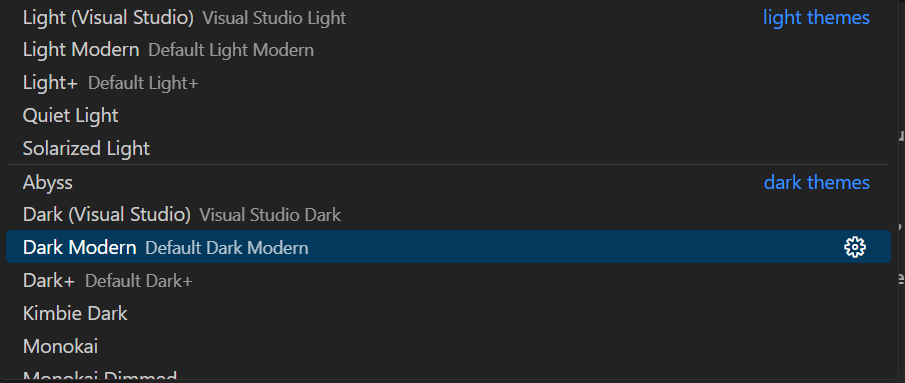 Light (Visual Studio) Visual Studio Light light themes
Light Modern Default Light Modern
Light+ Default Light+
Quiet Light
Solarized Light
Abyss dark themes
Dark (Visual Studio) Visual Studio Dark
Dark Modern Default Dark Modern
Dark+ Default Dark+
Kimbie Dark
Monokai
Monokai Dimmed